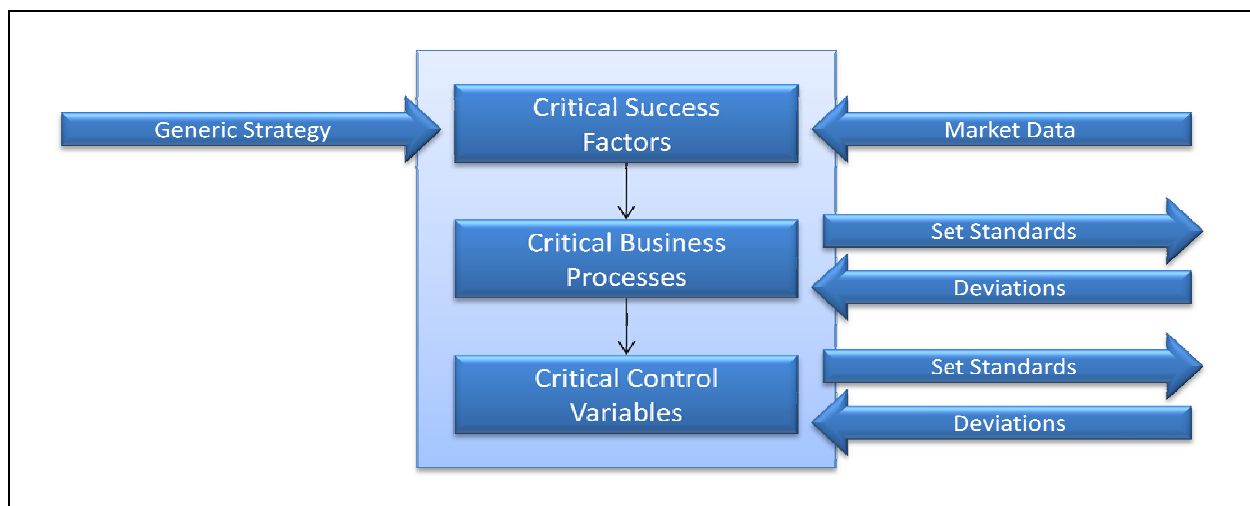 Critical Success
Factors
Generic Strategy
Market Data
Critical Business
Processes
Set Standards
Deviations
Critical Control
Variables
Set Standards
Deviations